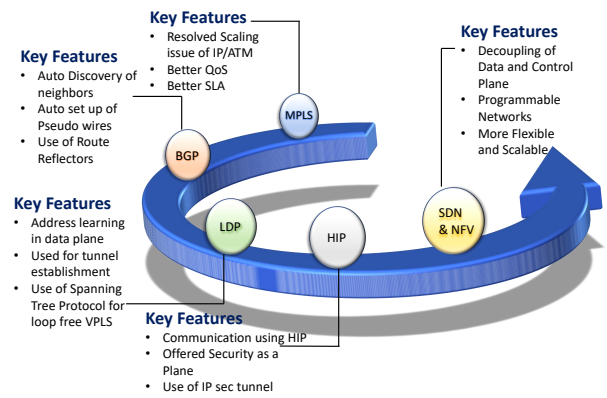 Key Features
• Resolved Scaling
issue of IP/ATM
• Better QoS
• Better SLA
MPLS
Key Features
• Auto Discovery of
neighbors
• Auto set up of
Pseudo wires
• Use of Route
Reflectors
BGP
Key Features
• Address learning
in data plane
• Used for tunnel
establishment
• Use of Spanning
Tree Protocol for
loop free VPLS
LDP
Key Features
• Communication using HIP
• Offered Security as a
Plane
• Use of IP sec tunnel
HIP
Key Features
• Decoupling of
Data and Control
Plane
• Programmable
Networks
• More Flexible
and Scalable
SDN
& NFV